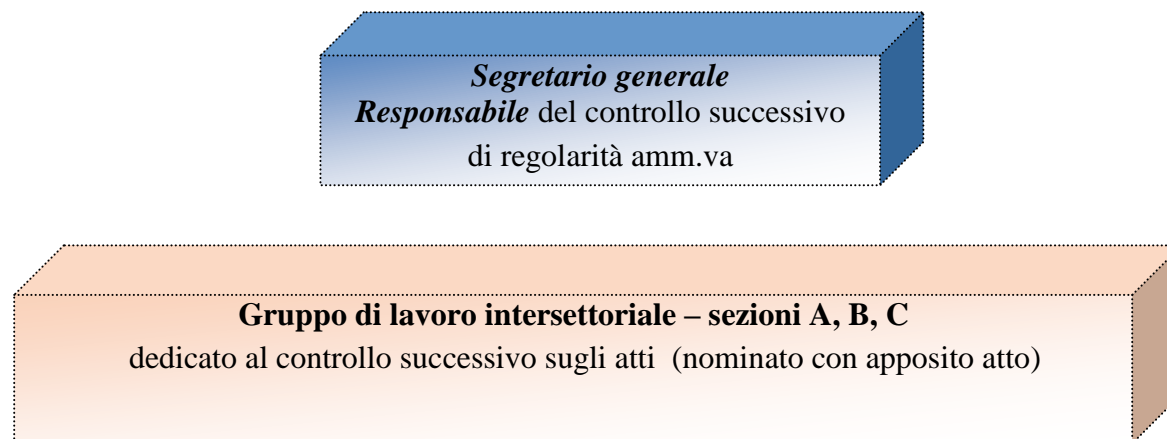 Segretario generale
Responsabile del controllo successivo
di regolarità amm.va
Gruppo di lavoro intersettoriale – sezioni A, B, C
dedicato al controllo successivo sugli atti (nominato con apposito atto)